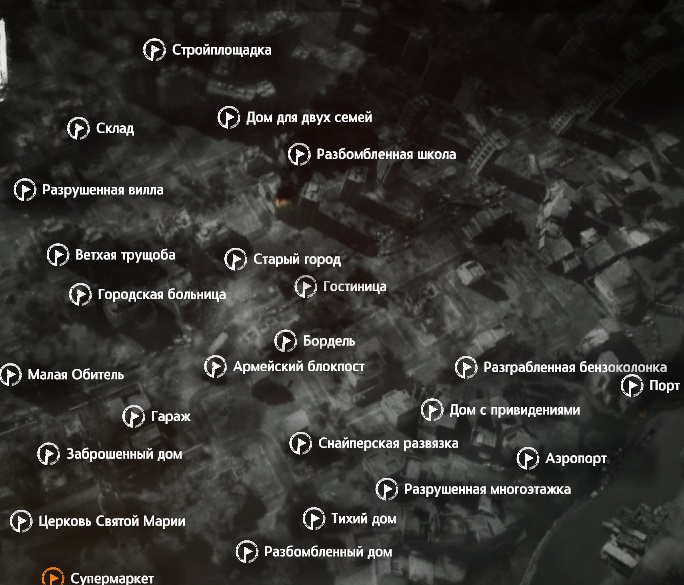 Стройплощадка
Дом для двух семей
Склад
Разбомбленная школа
Разрушенная вилла
Ветхая трущоба
Старый город
Гостиница
Городская больница
Бордель
Армейский блокпост
Разграбленная бензоколонка
Малая Обитель
Порт
Дом с привидениями
Гараж
Снайперская развязка
Заброшенный дом
Аэропорт
Разрушенная многоэтажка
Церковь Святой Марии
Тихий дом
Разбомбленный дом
Супермаркет